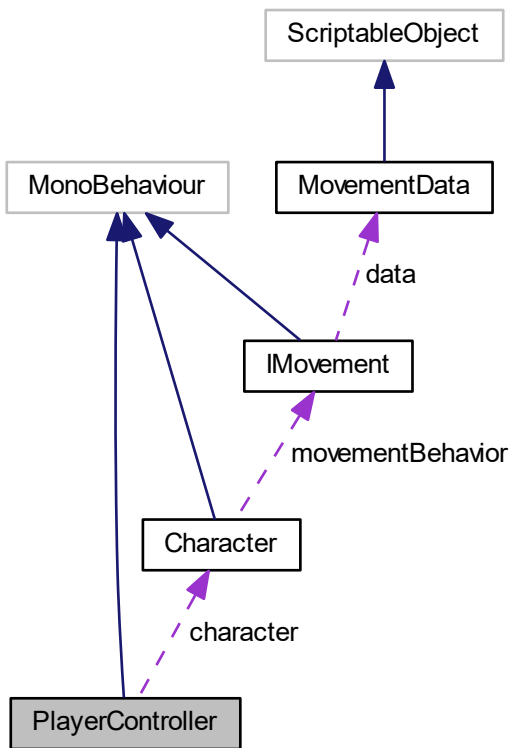 ScriptableObject
MonoBehaviour
MovementData
data
IMovement
movementBehavior
Character
character
PlayerController